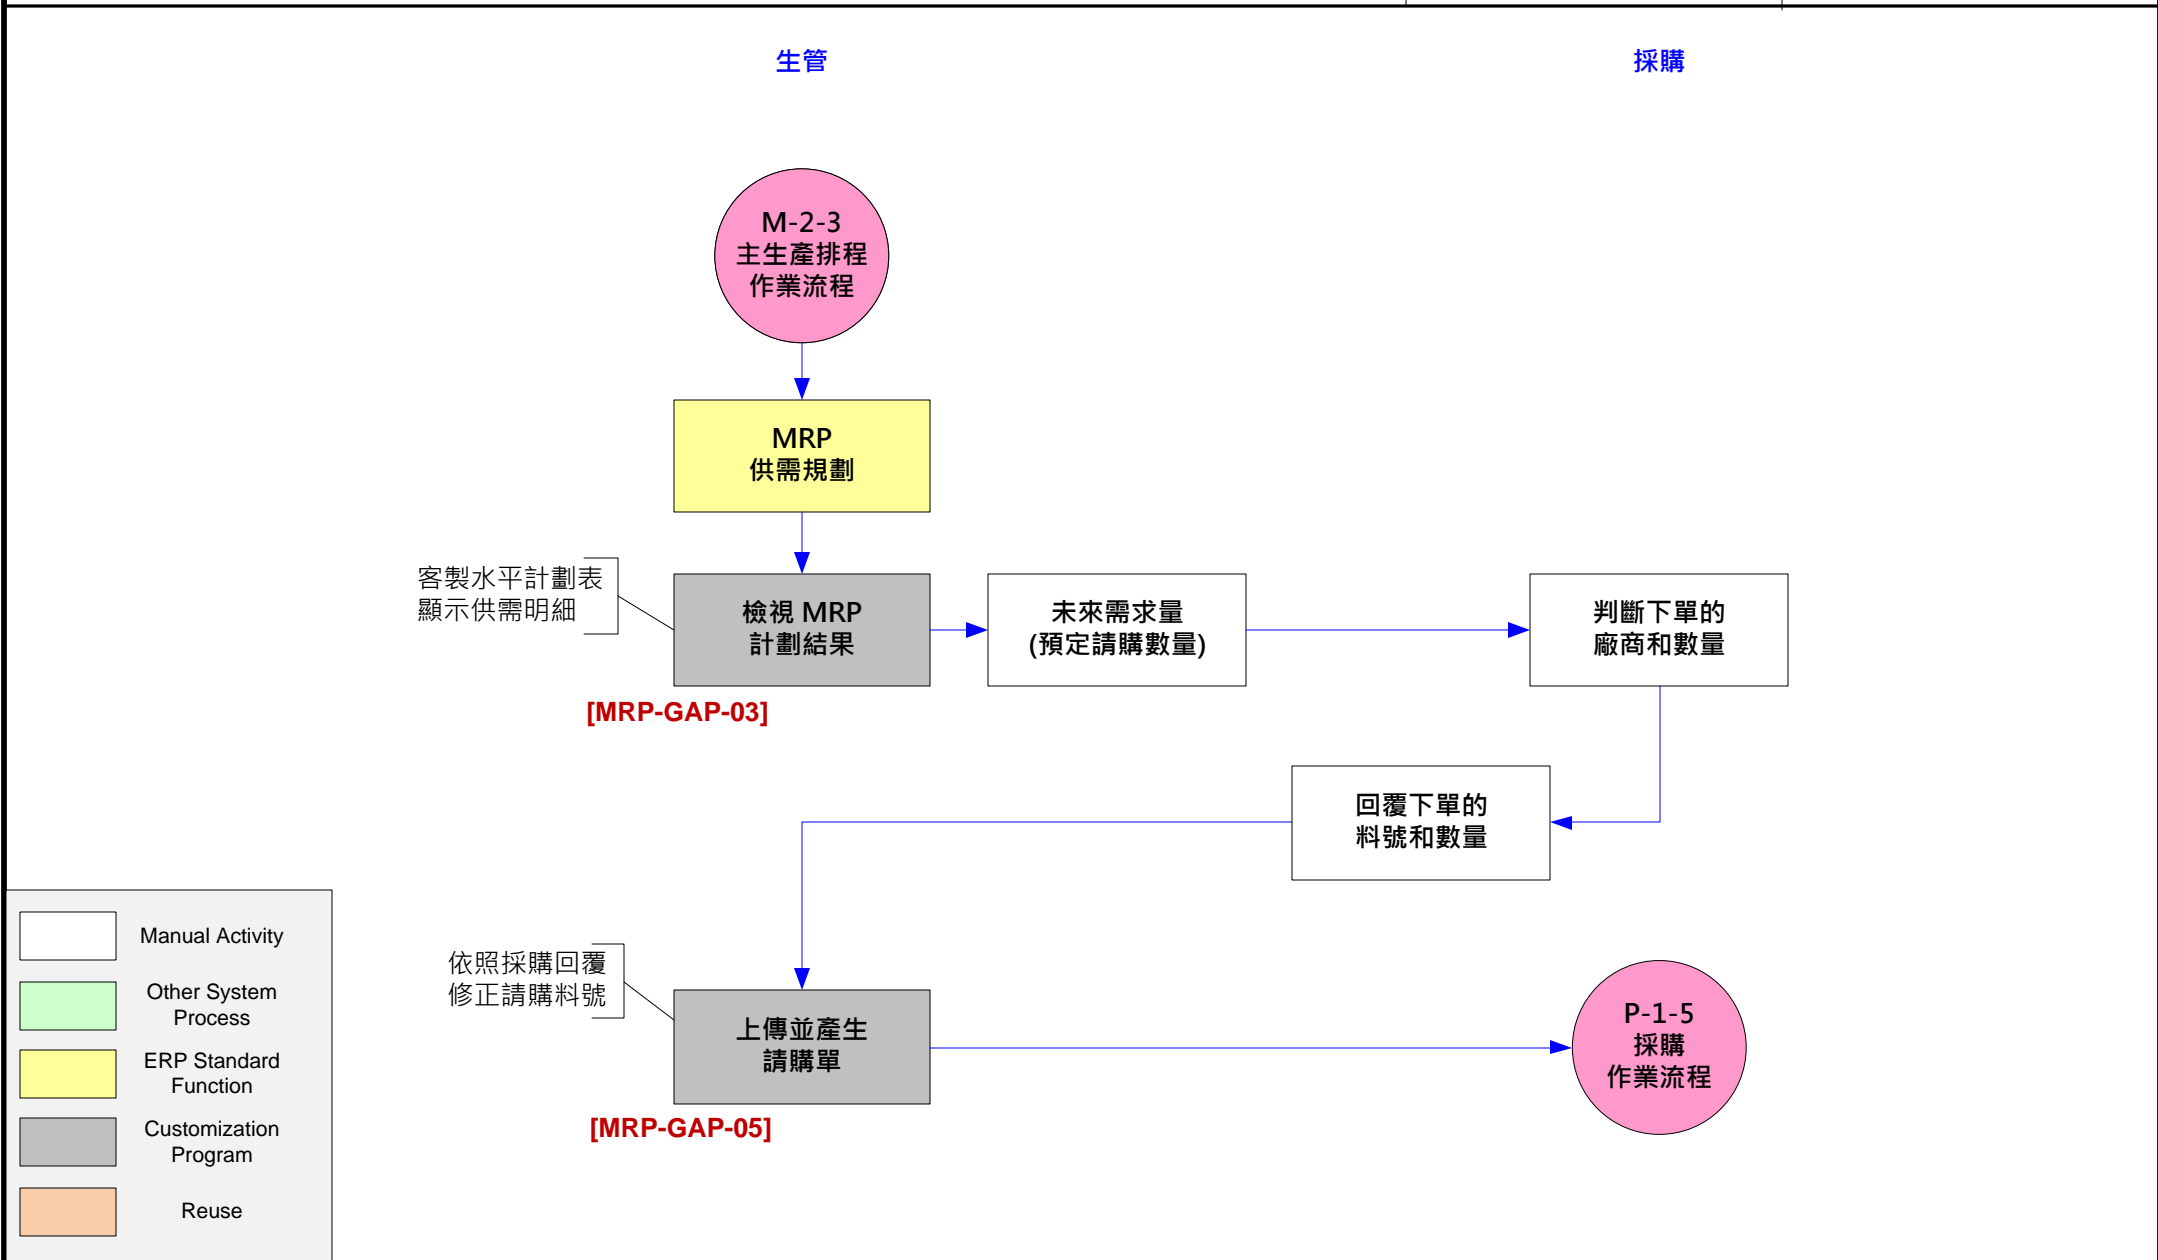 生管
採購
M-2-3
主生產排程
作業流程
MRP
供需規劃
客製水平計劃表
顯示供需明細
檢視 MRP
計劃結果
未來需求量
(預定請購數量)
判斷下單的
廠商和數量
[MRP-GAP-03]
回覆下單的
料號和數量
依照採購回覆
修正請購料號
上傳並產生
請購單
P-1-5
採購
作業流程
[MRP-GAP-05]
Manual Activity
Other System
Process
ERP Standard
Function
Customization
Program
Reuse